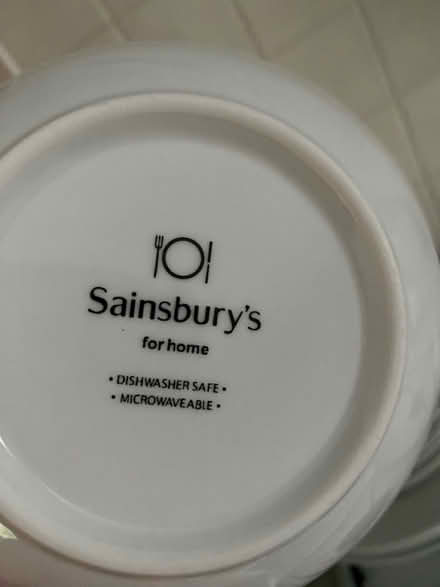 Sainsbury's
for home
• DISHWASHER SAFE •
• MICROWAVEABLE •